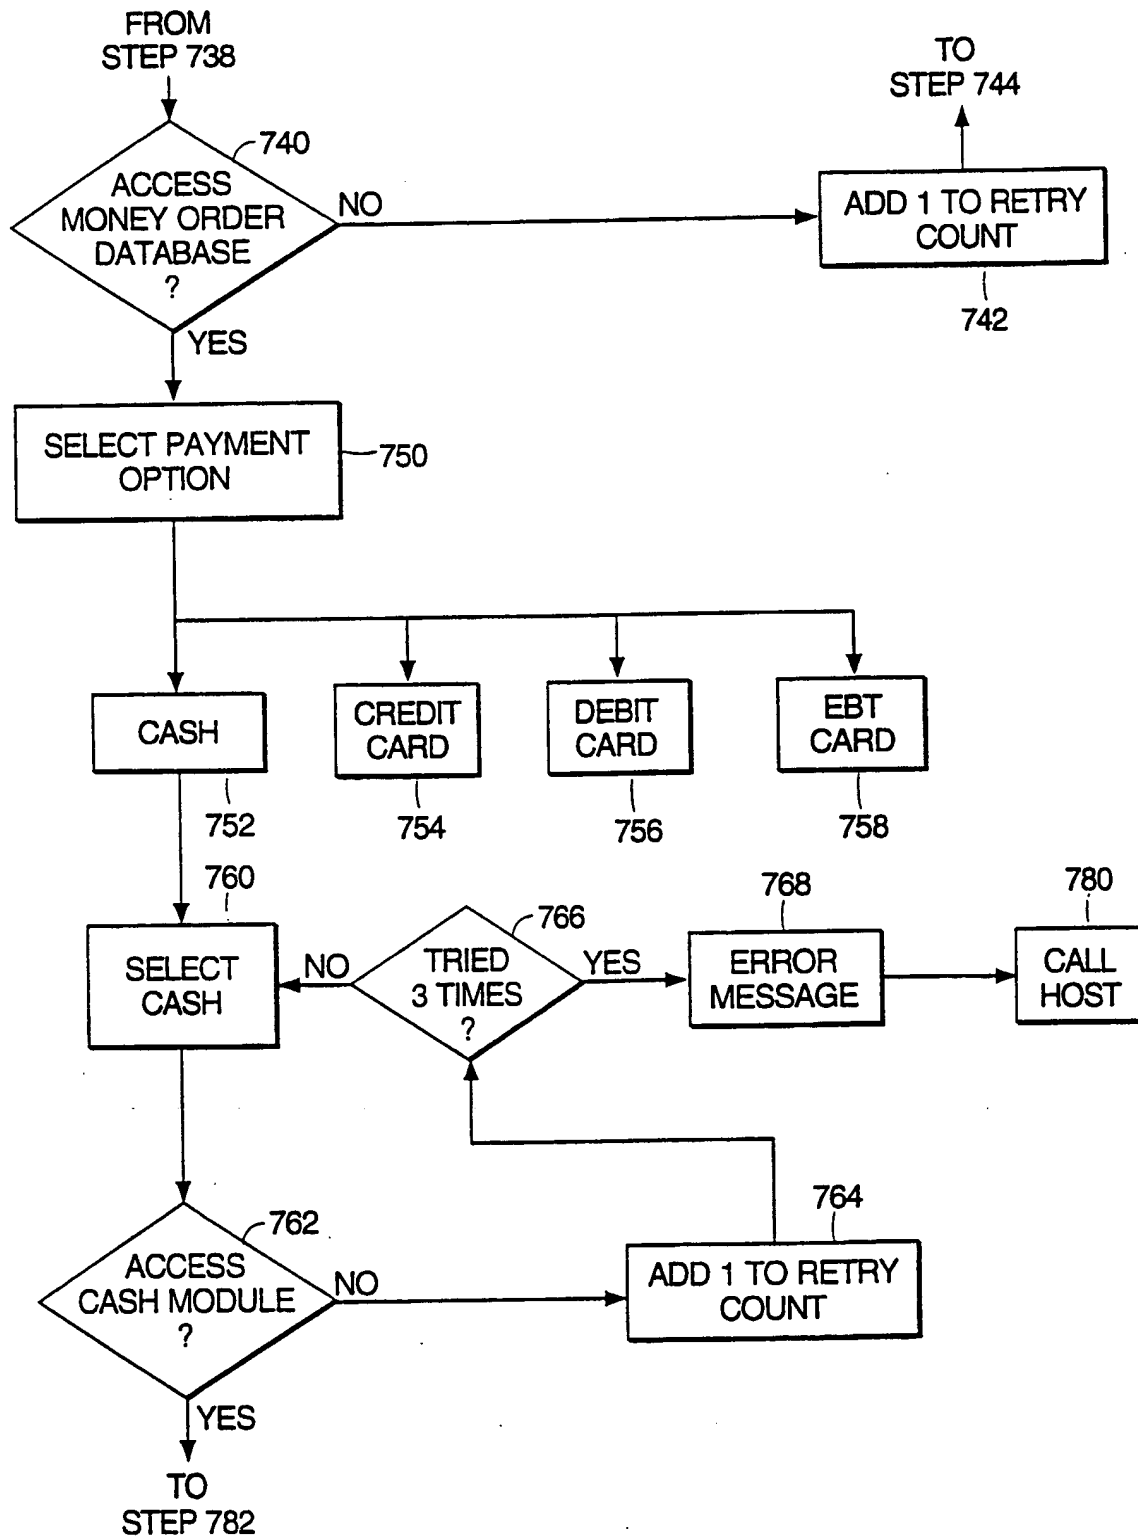 FROM
STEP 738
TO
STEP 744
740
ACCESS
MONEY ORDER
DATABASE
?
NO
ADD 1 TO RETRY
COUNT
742
YES
SELECT PAYMENT
OPTION
750
CASH
CREDIT
CARD
DEBIT
CARD
EBT
CARD
752
754
756
758
760
SELECT
CASH
NO
766
TRIED
3 TIMES
?
YES
768
ERROR
MESSAGE
780
CALL
HOST
762
ACCESS
CASH MODULE
?
NO
764
ADD 1 TO RETRY
COUNT
YES
TO
STEP 782